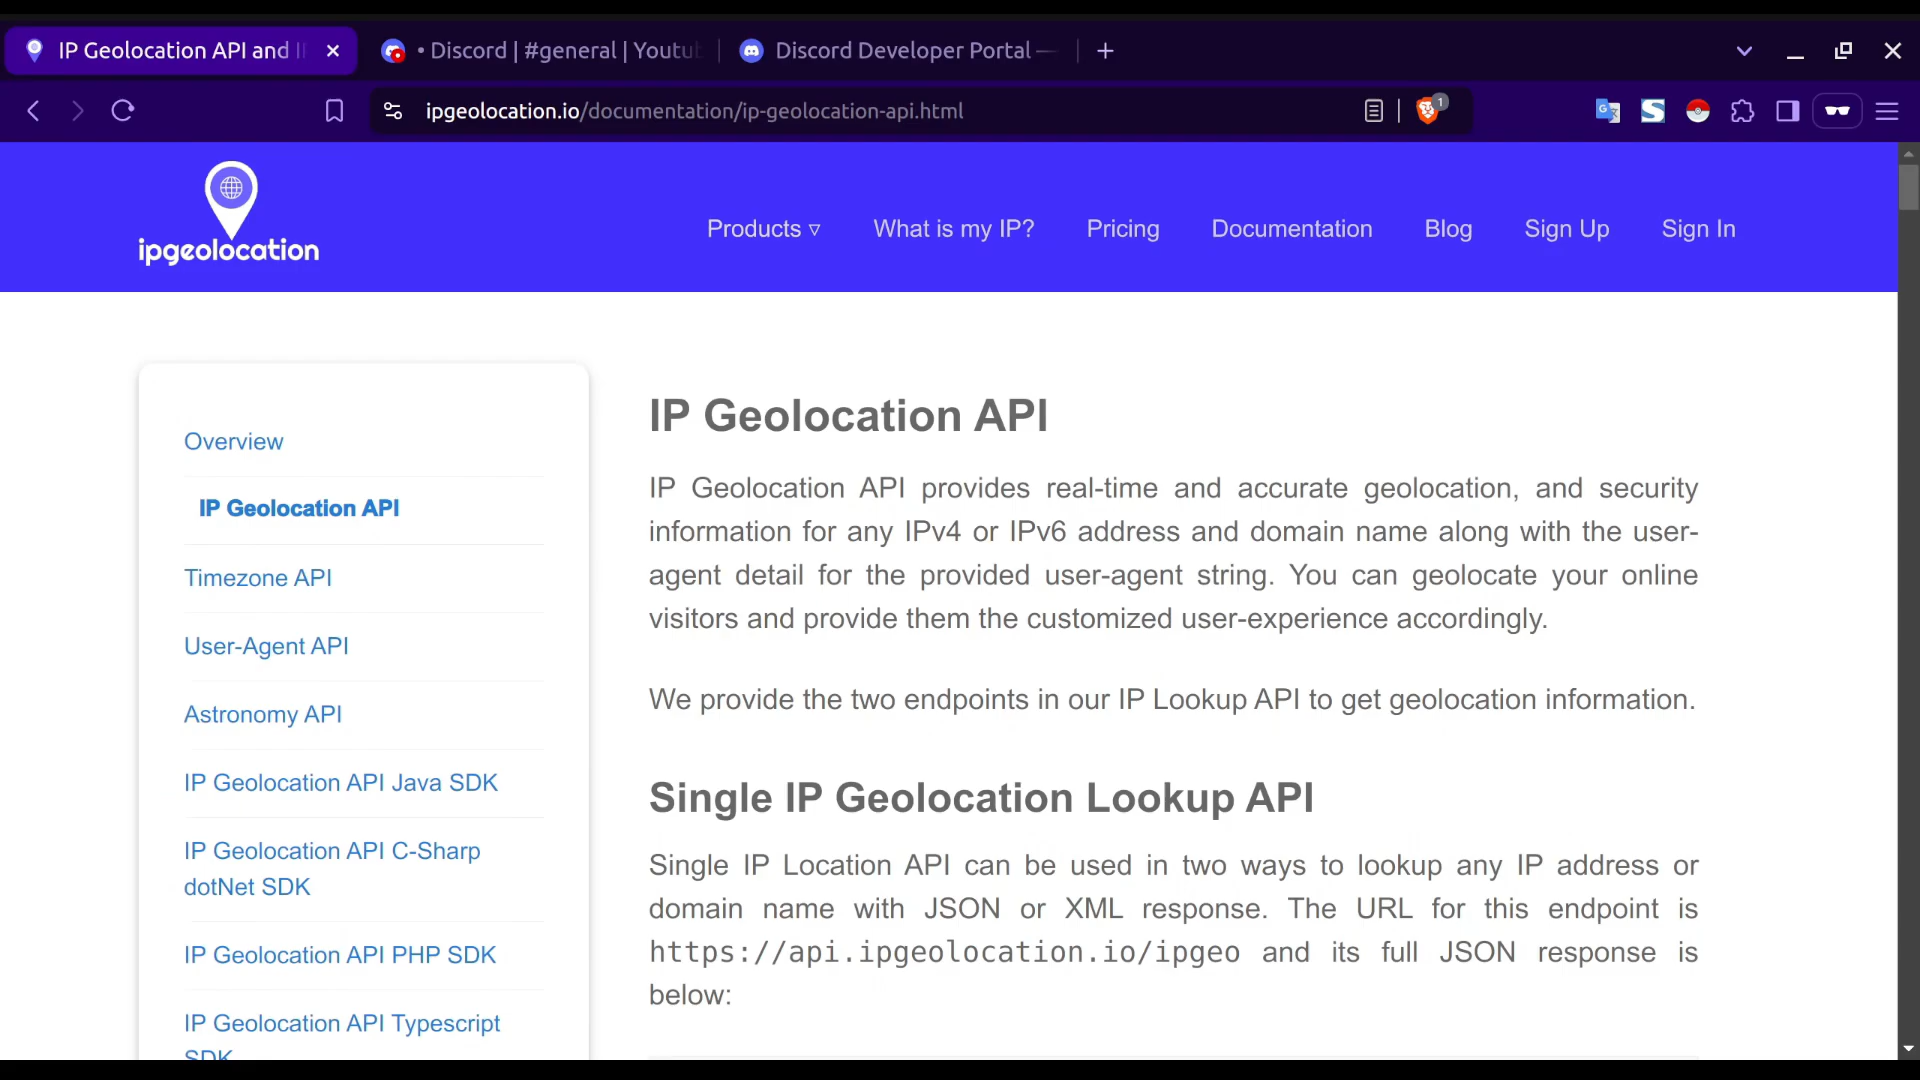 IP Geolocation API and I
• Discord | #general | Youtu
Discord Developer Portal —
ipgeolocation.io/documentation/ip-geolocation-api.html
1
ipgeolocation
Products ▿
What is my IP?
Pricing
Documentation
Blog
Sign Up
Sign In
Overview
IP Geolocation API
Timezone API
User-Agent API
Astronomy API
IP Geolocation API Java SDK
IP Geolocation API C-Sharp
dotNet SDK
IP Geolocation API PHP SDK
IP Geolocation API Typescript
SDK
IP Geolocation API
IP Geolocation API provides real-time and accurate geolocation, and security
information for any IPv4 or IPv6 address and domain name along with the user-
agent detail for the provided user-agent string. You can geolocate your online
visitors and provide them the customized user-experience accordingly.
We provide the two endpoints in our IP Lookup API to get geolocation information.
Single IP Geolocation Lookup API
Single IP Location API can be used in two ways to lookup any IP address or
domain name with JSON or XML response. The URL for this endpoint is
https://api.ipgeolocation.io/ipgeo and its full JSON response is
below: